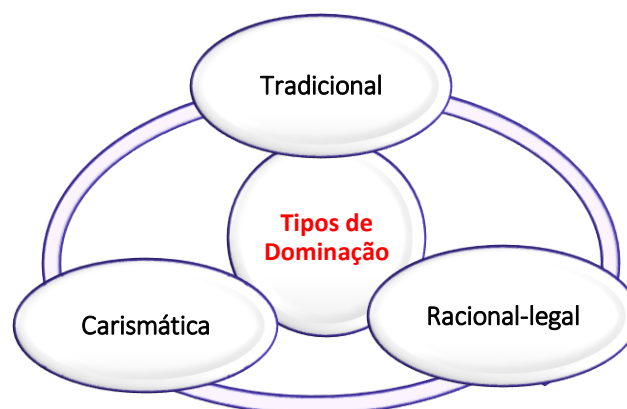 Tradicional
Tipos de
Dominação
Carismática
Racional-legal